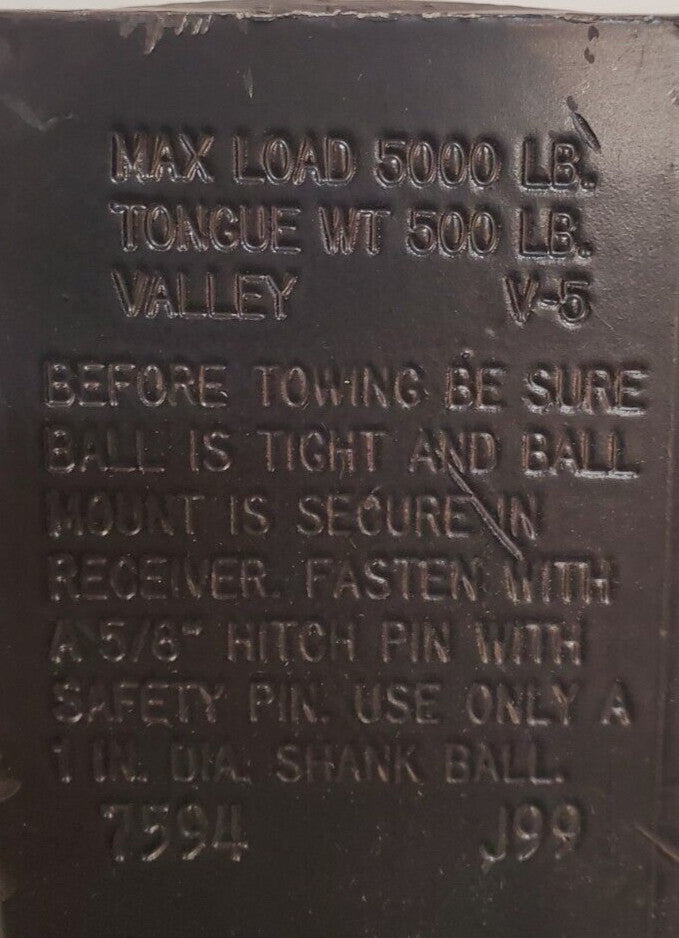 MAX LOAD 5000 LB.
TONGUE WT 500 LB.
VALLEY V-5
BEFORE TOWING BE SURE
BALL IS TIGHT AND BALL
MOUNT IS SECURE IN
RECEIVER. FASTEN WITH
A 5/8" HITCH PIN WITH
SAFETY PIN. USE ONLY A
1 IN. DIA. SHANK BALL.
7594 J99